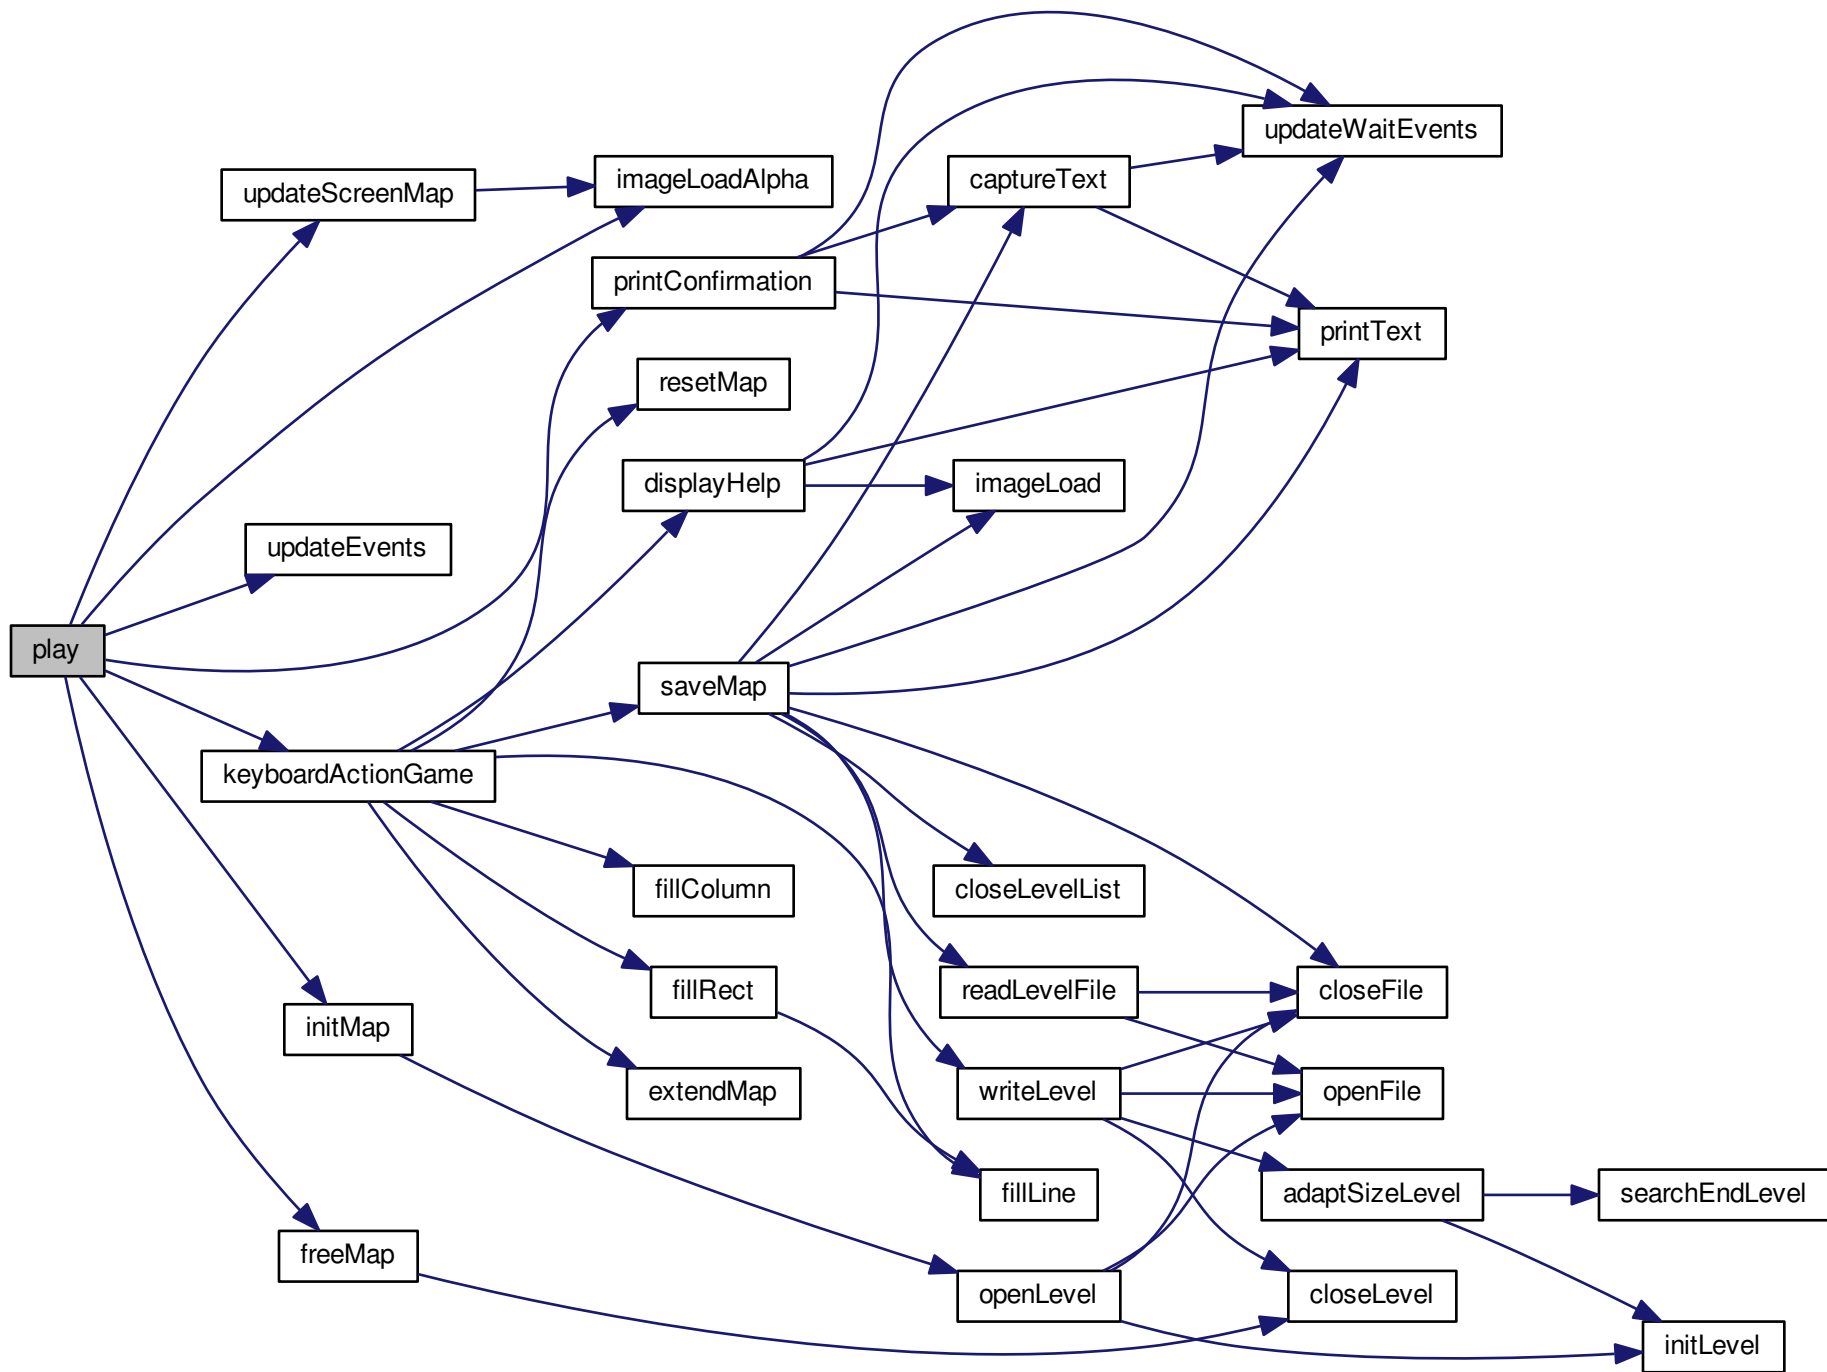 play
updateScreenMap
updateEvents
keyboardActionGame
initMap
freeMap
imageLoadAlpha
printConfirmation
resetMap
displayHelp
saveMap
fillColumn
fillRect
extendMap
captureText
imageLoad
closeLevelList
readLevelFile
writeLevel
fillLine
openLevel
updateWaitEvents
printText
closeFile
openFile
adaptSizeLevel
closeLevel
searchEndLevel
initLevel